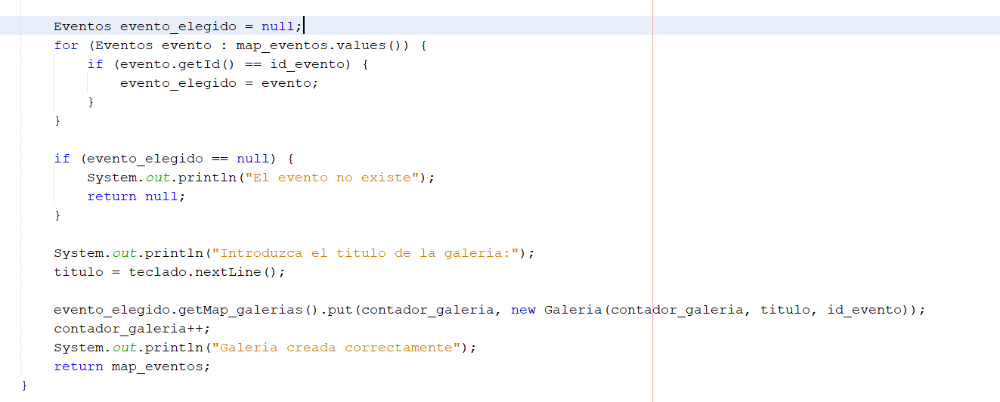 Eventos evento_elegido = null;
for (Eventos evento : map_eventos.values()) {
if (evento.getId() == id_evento) {
evento_elegido = evento;
}
}
if (evento_elegido == null) {
System.out.println("El evento no existe");
return null;
}
System.out.println("Introduzca el titulo de la galeria:");
titulo = teclado.nextLine();
evento_elegido.getMap_galerias().put(contador_galeria, new Galeria(contador_galeria, titulo, id_evento));
contador_galeria++;
System.out.println("Galeria creada correctamente");
return map_eventos;
}